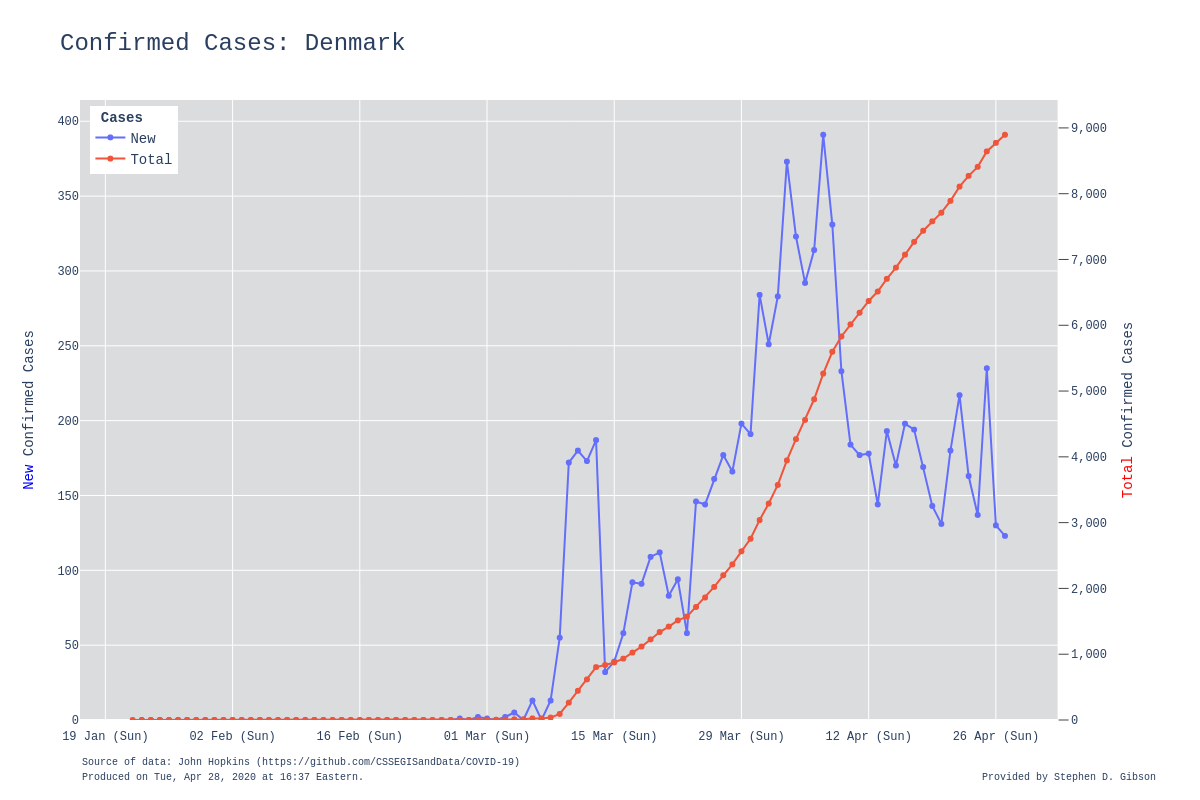 Confirmed Cases: Denmark
Cases
New
Total
400
350
300
250
200
150
100
50
0
New Confirmed Cases
9,000
8,000
7,000
6,000
5,000
4,000
3,000
2,000
1,000
0
Total Confirmed Cases
19 Jan (Sun) 02 Feb (Sun) 16 Feb (Sun) 01 Mar (Sun) 15 Mar (Sun) 29 Mar (Sun) 12 Apr (Sun) 26 Apr (Sun)
Source of data: John Hopkins (https://github.com/CSSEGISandData/COVID-19)
Produced on Tue, Apr 28, 2020 at 16:37 Eastern.
Provided by Stephen D. Gibson